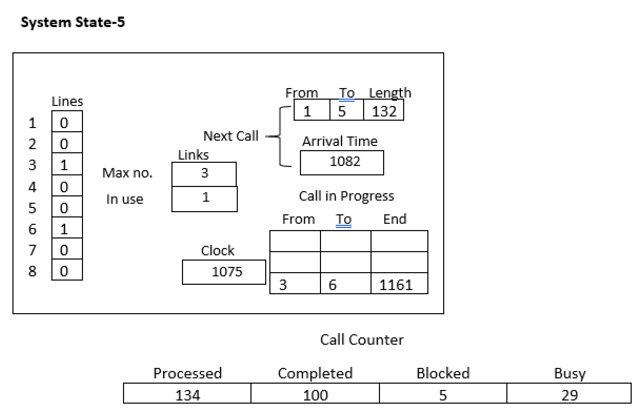 System State-5
Lines
1 0
2 0
3 1
4 0
5 0
6 1
7 0
8 0
Links
Max no. 3
In use 1
Clock
1075
Next Call
From To Length
1 5 132
Arrival Time
1082
Call in Progress
From To End
3 6 1161
Call Counter
Processed Completed Blocked Busy
134 100 5 29